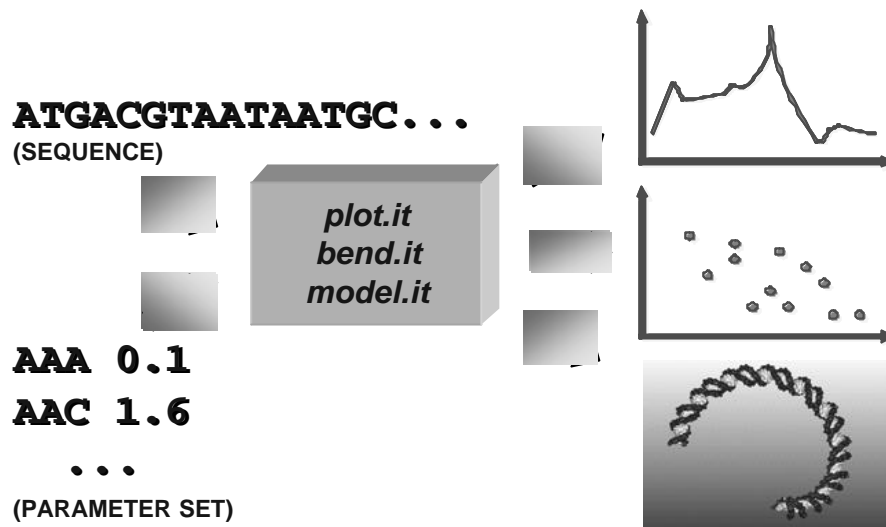 ATGACGTAATAATGC...
(SEQUENCE)
plot.it
bend.it
model.it
AAA 0.1
AAC 1.6
...
(PARAMETER SET)